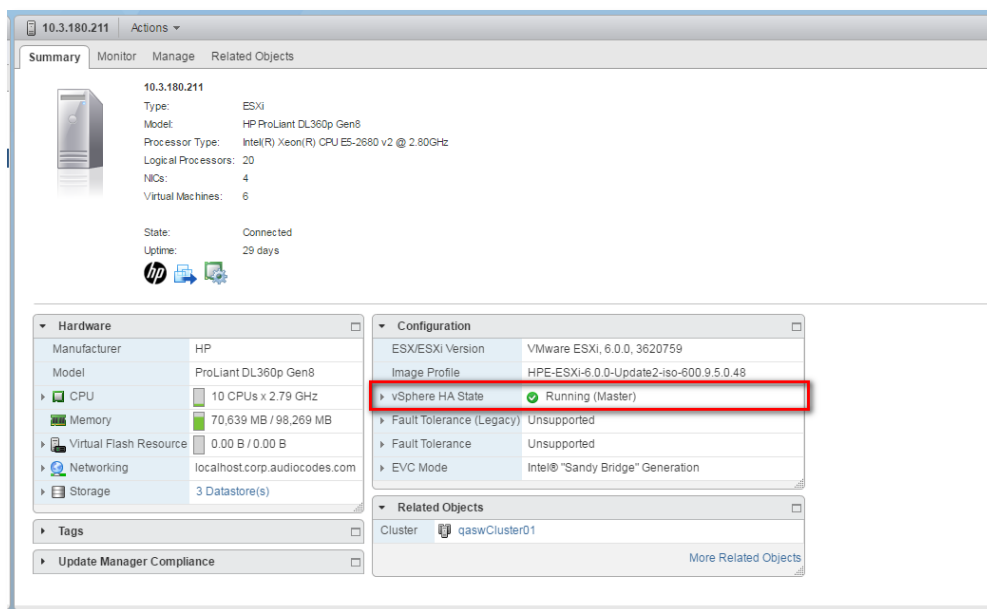 10.3.180.211 Actions
Summary Monitor Manage Related Objects
10.3.180.211
Type: ESXi
Model: HP ProLiant DL360p Gen8
Processor Type: Intel(R) Xeon(R) CPU E5-2680 v2 @ 2.80GHz
Logical Processors: 20
NICs: 4
Virtual Machines: 6
State: Connected
Uptime: 29 days
hp
Hardware
Manufacturer HP
Model ProLiant DL360p Gen8
CPU 10 CPUs x 2.79 GHz
Memory 70,639 MB / 98,269 MB
Virtual Flash Resource 0.00 B / 0.00 B
Networking localhost.corp.audiocodes.com
Storage 3 Datastore(s)
Tags
Update Manager Compliance
Configuration
ESX/ESXi Version VMware ESXi, 6.0.0, 3620759
Image Profile HPE-ESXi-6.0.0-Update2-iso-600.9.5.0.48
vSphere HA State Running (Master)
Fault Tolerance (Legacy) Unsupported
Fault Tolerance Unsupported
EVC Mode Intel® "Sandy Bridge" Generation
Related Objects
Cluster qaswCluster01
More Related Objects